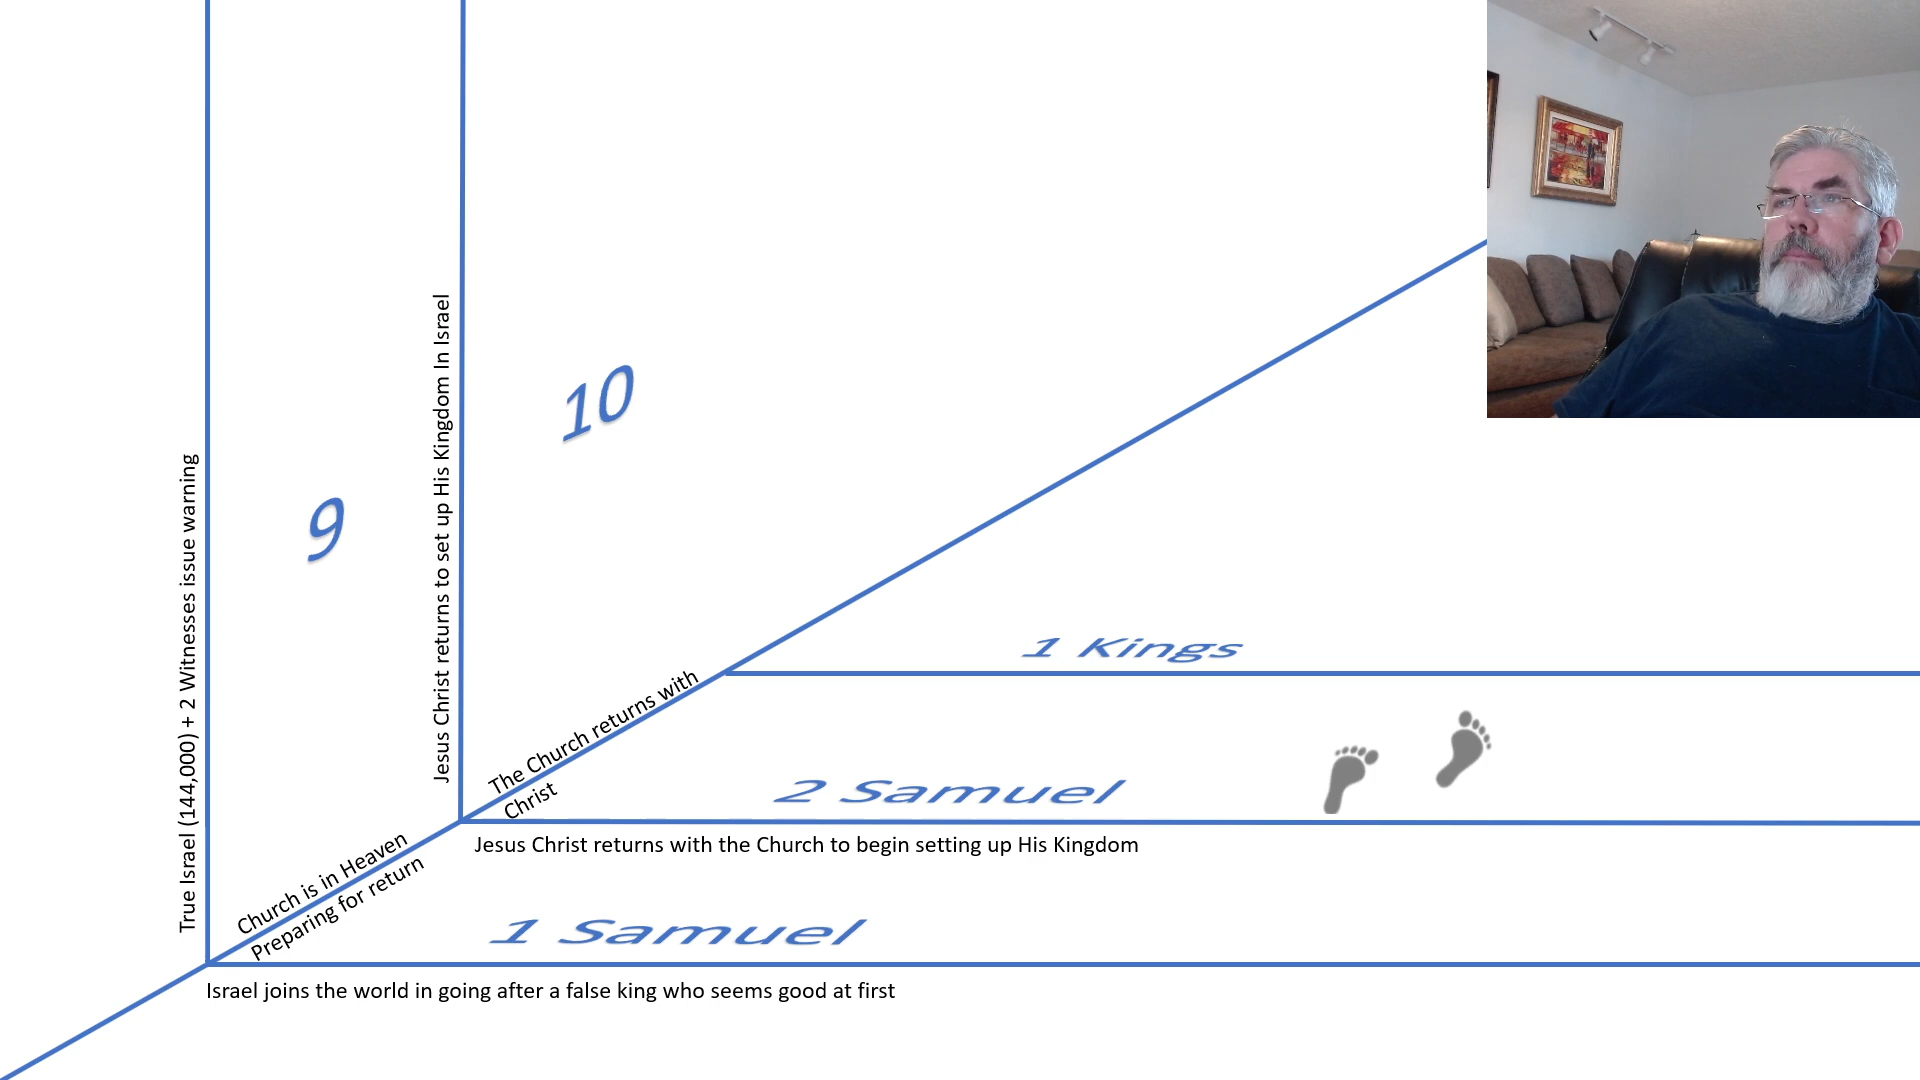 True Israel (144,000) + 2 Witnesses issue warning
9
Jesus Christ returns to set up His Kingdom In Israel
10
1 Kings
The Church returns with
Christ
2 Samuel
Jesus Christ returns with the Church to begin setting up His Kingdom
Church is in Heaven
Preparing for return
1 Samuel
Israel joins the world in going after a false king who seems good at first